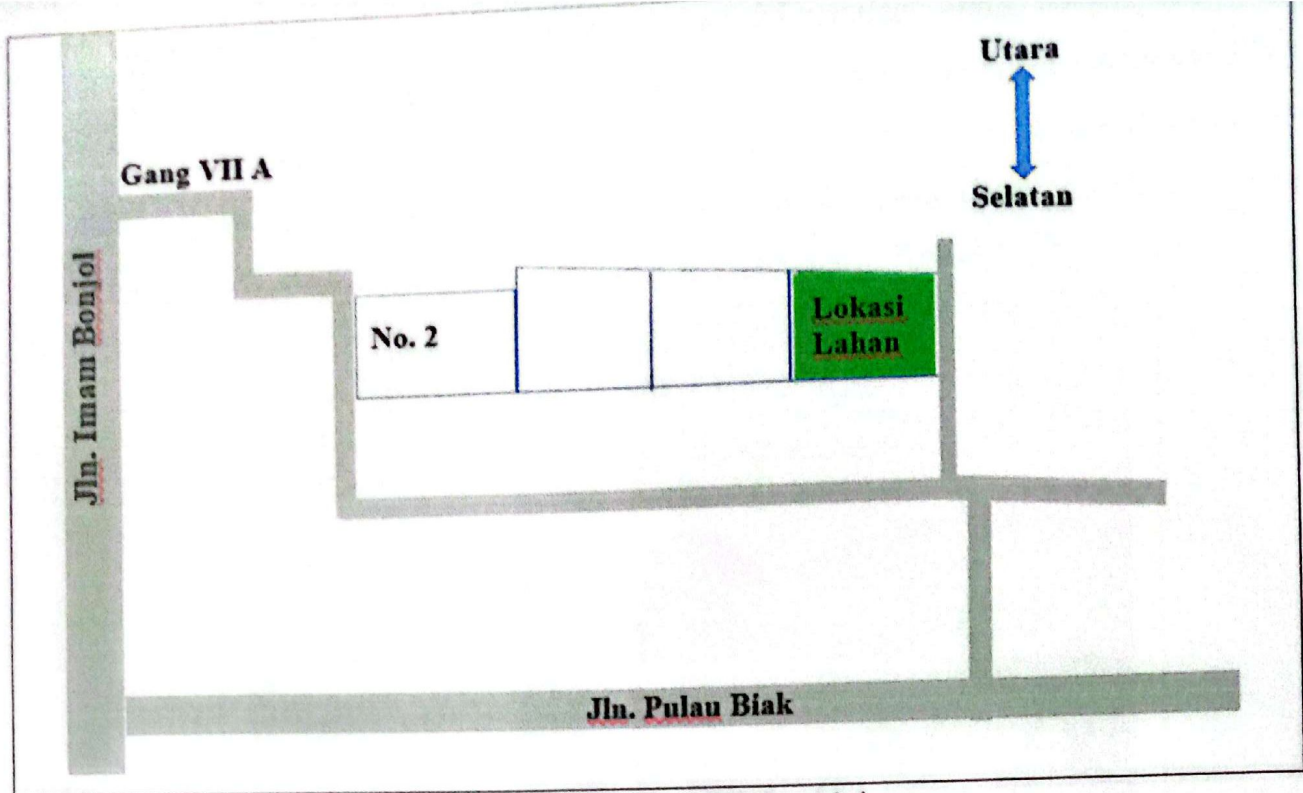 Utara
Gang VII A
Selatan
Jln. Imam Bonjol
Lokasi
Lahan
No. 2
Jln. Pulau Biak